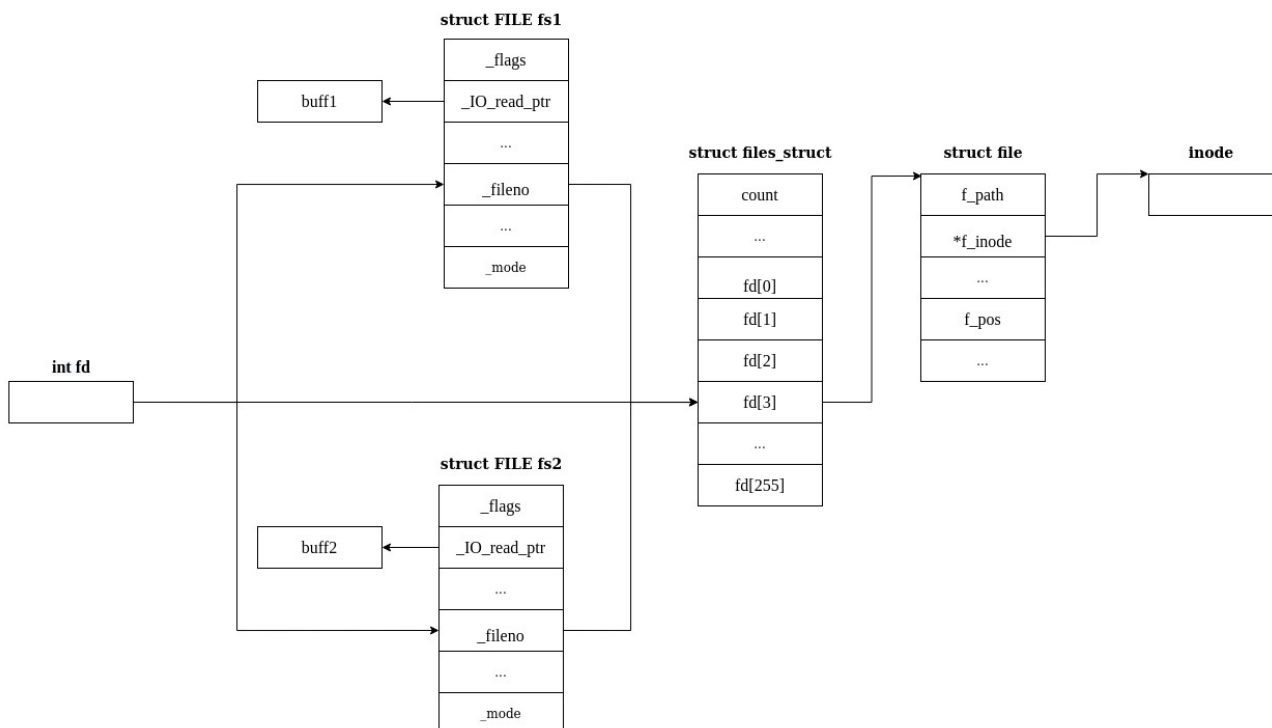 struct FILE fs1
_flags
buff1
_IO_read_ptr
...
_fileno
...
_mode
struct files_struct
count
...
fd[0]
fd[1]
fd[2]
fd[3]
...
fd[255]
struct file
f_path
*f_inode
...
f_pos
...
inode
int fd
struct FILE fs2
_flags
buff2
_IO_read_ptr
...
_fileno
...
_mode